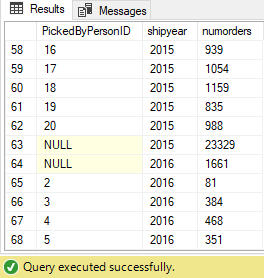 Results Messages
PickedByPersonID shipyear numorders
58 16 2015 939
59 17 2015 1054
60 18 2015 1159
61 19 2015 835
62 20 2015 988
63 NULL 2015 23329
64 NULL 2016 1661
65 2 2016 81
66 3 2016 384
67 4 2016 468
68 5 2016 351
Query executed successfully.